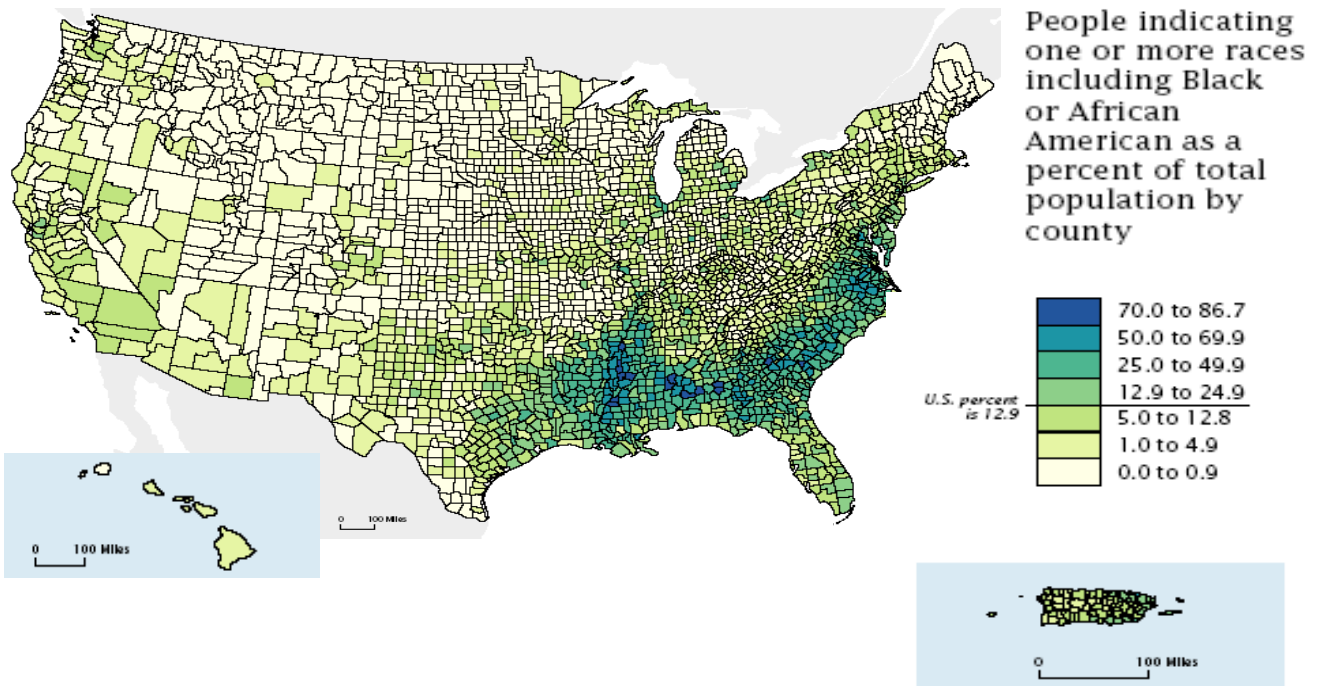 People indicating
one or more races
including Black
or African
American as a
percent of total
population by
county
70.0 to 86.7
50.0 to 69.9
25.0 to 49.9
12.9 to 24.9
U.S. percent
is 12.9
5.0 to 12.8
1.0 to 4.9
0.0 to 0.9
0 100 Miles
0 100 Miles
0 100 Miles